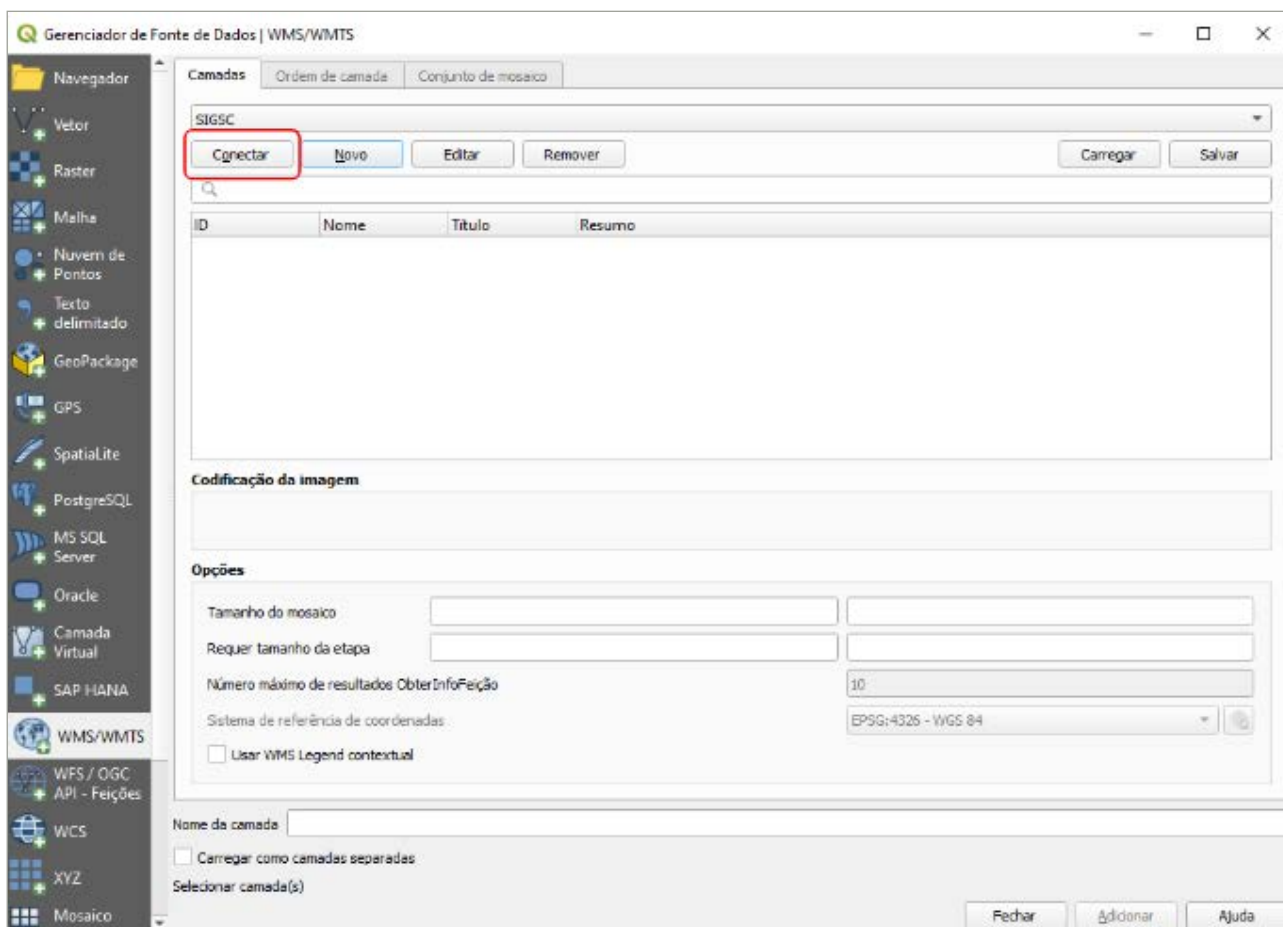 Gerenciador de Fonte de Dados | WMS/WMTS
Navegador
Vetor
Raster
Malha
Nuvem de
Pontos
Texto
delimitado
GeoPackage
GPS
SpatiaLite
PostgreSQL
MS SQL
Server
Oracle
Camada
Virtual
SAP HANA
WMS/WMTS
WFS / OGC
API - Feições
WCS
XYZ
Mosaico
Camadas Ordem de camada Conjunto de mosaico
SIGSC
Conectar Novo Editar Remover Carregar Salvar
ID Nome Título Resumo
Codificação da imagem
Opções
Tamanho do mosaico
Requer tamanho da etapa
Número máximo de resultados ObterInfoFeição 10
Sistema de referência de coordenadas EPSG:4326 - WGS 84
Usar WMS Legend contextual
Nome da camada
Carregar como camadas separadas
Selecionar camada(s)
Fechar Adicionar Ajuda